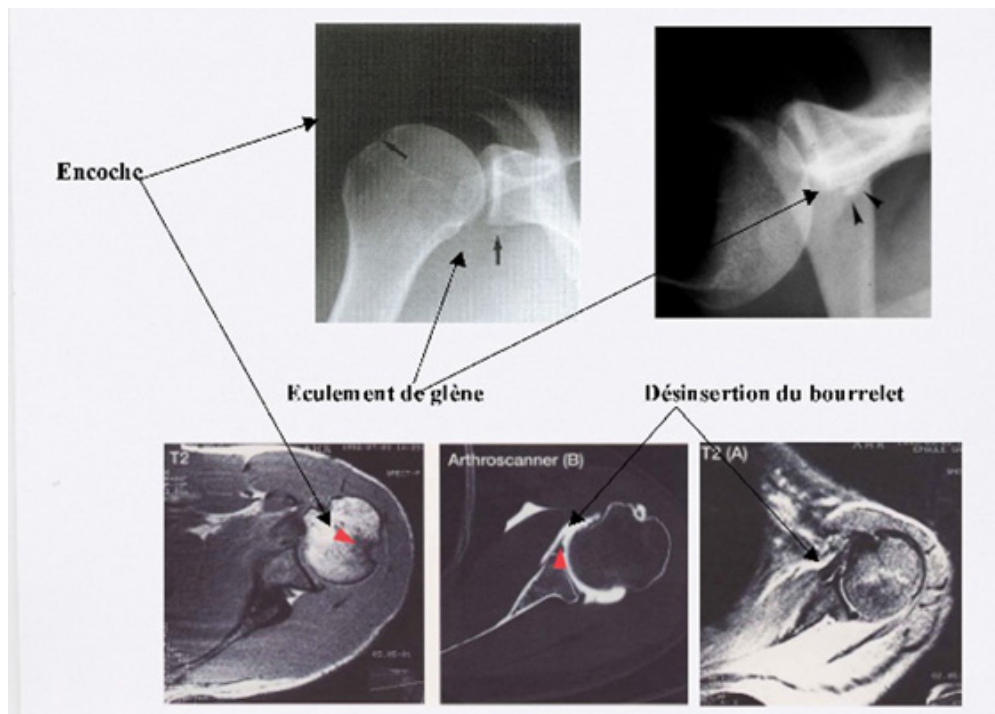 Encoche
Eculement de glène
Désinsertion du bourrelet
T2
Arthroscanner (B)
T2 (A)